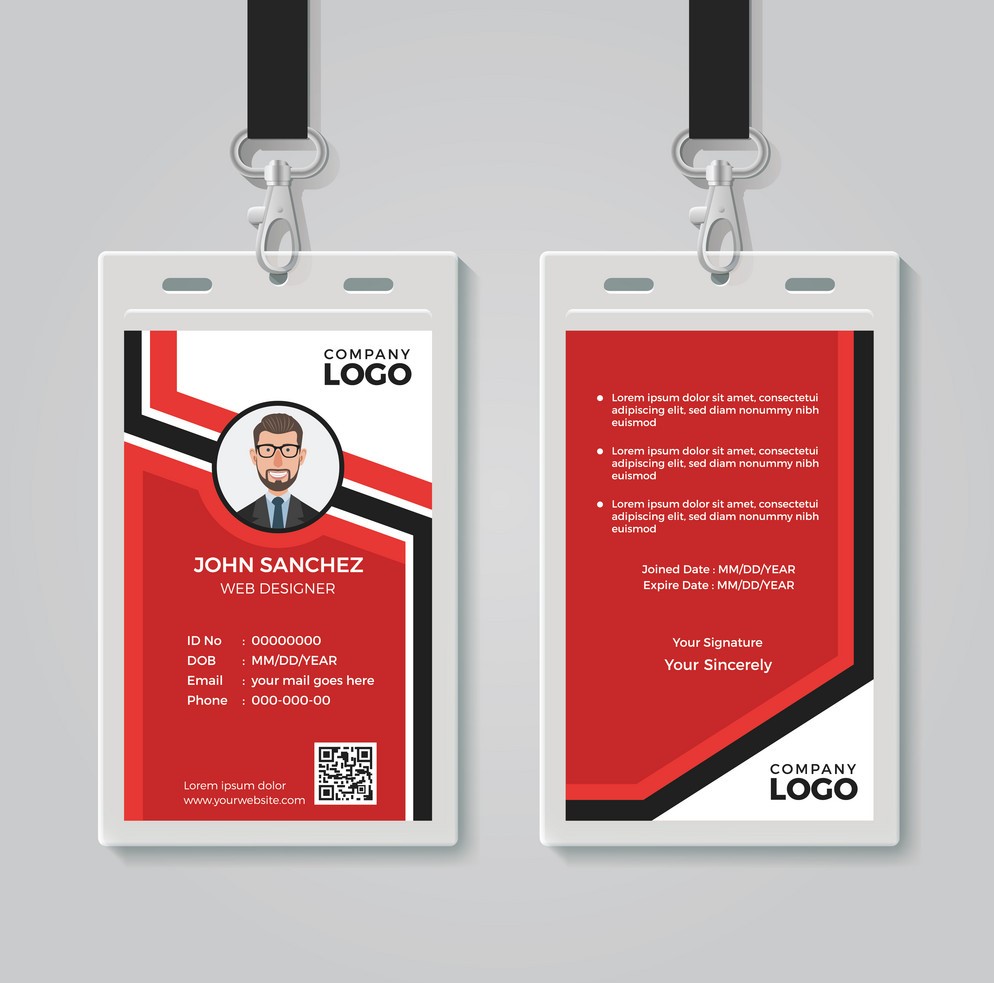 COMPANY
LOGO
JOHN SANCHEZ
WEB DESIGNER
ID No : 00000000
DOB : MM/DD/YEAR
Email : your mail goes here
Phone : 000-000-00
Lorem ipsum dolor
www.yourwebsite.com
Lorem ipsum dolor sit amet, consectetui
adipiscing elit, sed diam nonummy nibh
euismod
Lorem ipsum dolor sit amet, consectetui
adipiscing elit, sed diam nonummy nibh
euismod
Lorem ipsum dolor sit amet, consectetui
adipiscing elit, sed diam nonummy nibh
euismod
Joined Date : MM/DD/YEAR
Expire Date : MM/DD/YEAR
Your Signature
Your Sincerely
COMPANY
LOGO